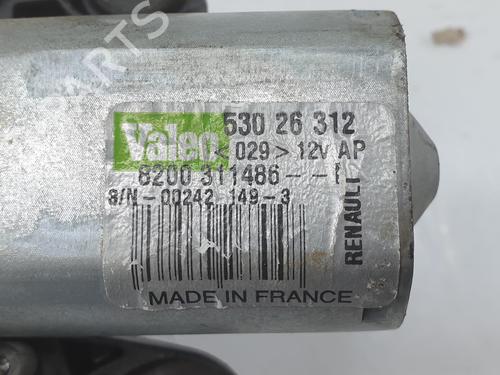 Valeo
530 26 312
< 029 > 12v AP
8200 311486--
S/N-00242 149-3
RENAULT
MADE IN FRANCE